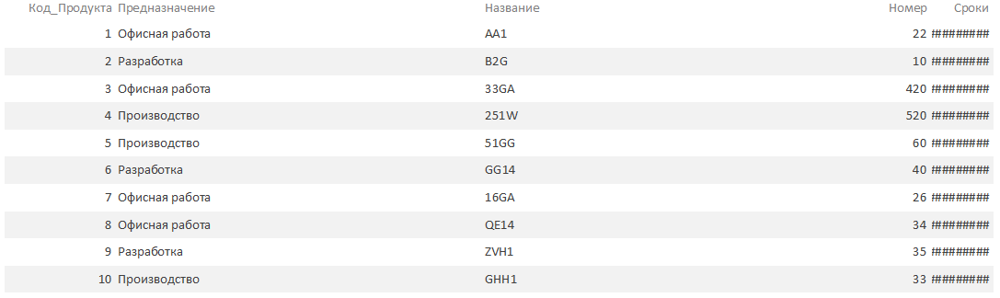 Код_Продукта Предназначение Название Номер Сроки
1 Офисная работа AA1 22 #########
2 Разработка B2G 10 #########
3 Офисная работа 33GA 420 #########
4 Производство 251W 520 #########
5 Производство 51GG 60 #########
6 Разработка GG14 40 #########
7 Офисная работа 16GA 26 #########
8 Офисная работа QE14 34 #########
9 Разработка ZVH1 35 #########
10 Производство GHH1 33 #########